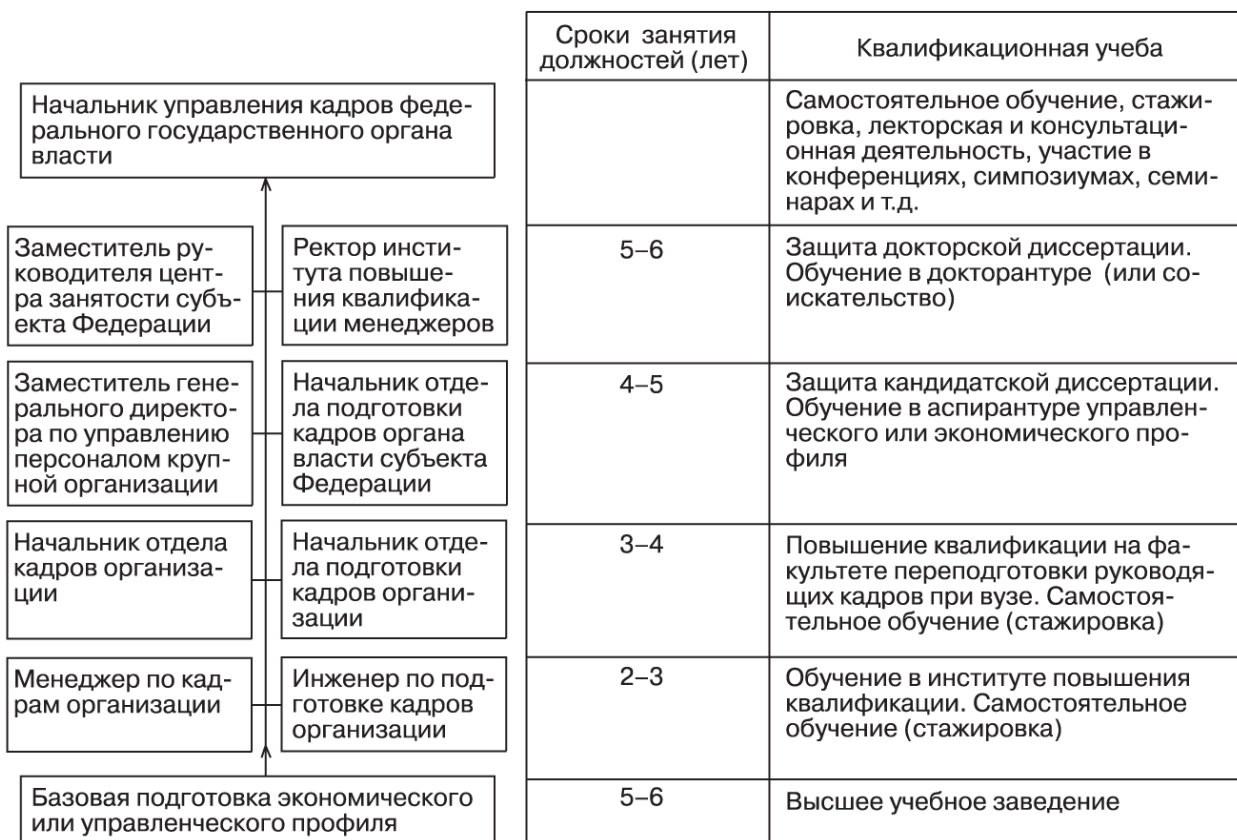 Сроки занятия
должностей (лет)
Квалификационная учеба
Начальник управления кадров феде-
рального государственного органа
власти
Самостоятельное обучение, стажи-
ровка, лекторская и консультаци-
онная деятельность, участие в
конференциях, симпозиумах, семи-
нарах и т.д.
Заместитель ру-
ководителя цент-
ра занятости субъ-
екта Федерации
Ректор инсти-
тута повыше-
ния квалифика-
ции менеджеров
5–6
Защита докторской диссертации.
Обучение в докторантуре (или со-
искательство)
Заместитель гене-
рального директо-
ра по управлению
персоналом круп-
ной организации
Начальник отде-
ла подготовки
кадров органа
власти субъекта
Федерации
4–5
Защита кандидатской диссертации.
Обучение в аспирантуре управлен-
ческого или экономического про-
филя
Начальник отдела
кадров организа-
ции
Начальник отде-
ла подготовки
кадров органи-
зации
3–4
Повышение квалификации на фа-
культете переподготовки руководя-
щих кадров при вузе. Самостоя-
тельное обучение (стажировка)
Менеджер по кад-
рам организации
Инженер по под-
готовке кадров
организации
2–3
Обучение в институте повышения
квалификации. Самостоятельное
обучение (стажировка)
Базовая подготовка экономического
или управленческого профиля
5–6
Высшее учебное заведение